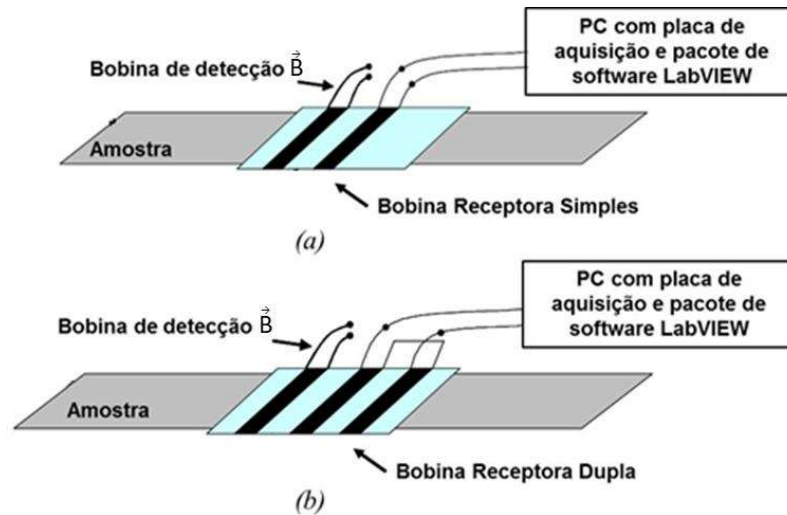 PC com placa de
aquisição e pacote de
software LabVIEW
Bobina de detecção B⃗
Amostra
Bobina Receptora Simples
(a)
PC com placa de
aquisição e pacote de
software LabVIEW
Bobina de detecção B⃗
Amostra
Bobina Receptora Dupla
(b)